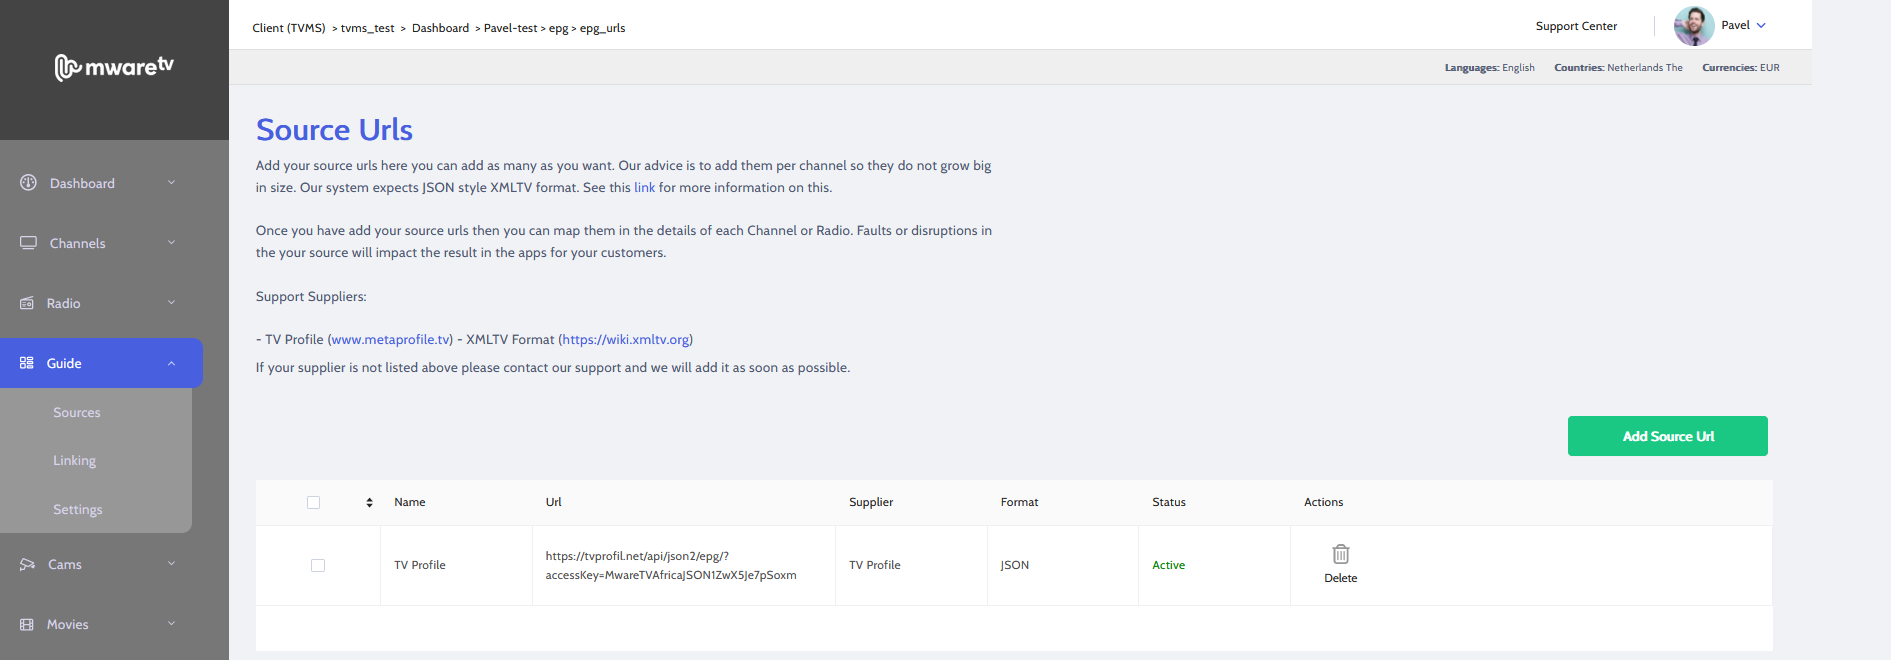 Client (TVMS) > tvms_test > Dashboard > Pavel-test > epg > epg_urls
Support Center
Pavel
mwaretv
Languages: English Countries: Netherlands The Currencies: EUR
Dashboard
Channels
Radio
Guide
Sources
Linking
Settings
Cams
Movies
Source Urls
Add your source urls here you can add as many as you want. Our advice is to add them per channel so they do not grow big
in size. Our system expects JSON style XMLTV format. See this link for more information on this.
Once you have add your source urls then you can map them in the details of each Channel or Radio. Faults or disruptions in
the your source will impact the result in the apps for your customers.
Support Suppliers:
- TV Profile (www.metaprofile.tv) - XMLTV Format (https://wiki.xmltv.org)
If your supplier is not listed above please contact our support and we will add it as soon as possible.
Add Source Url
Name Url Supplier Format Status Actions
TV Profile
https://tvprofil.net/api/json2/epg/?
accessKey=MwareTVAfricaJSON1ZwX5Je7pSoxm
TV Profile
JSON
Active
Delete